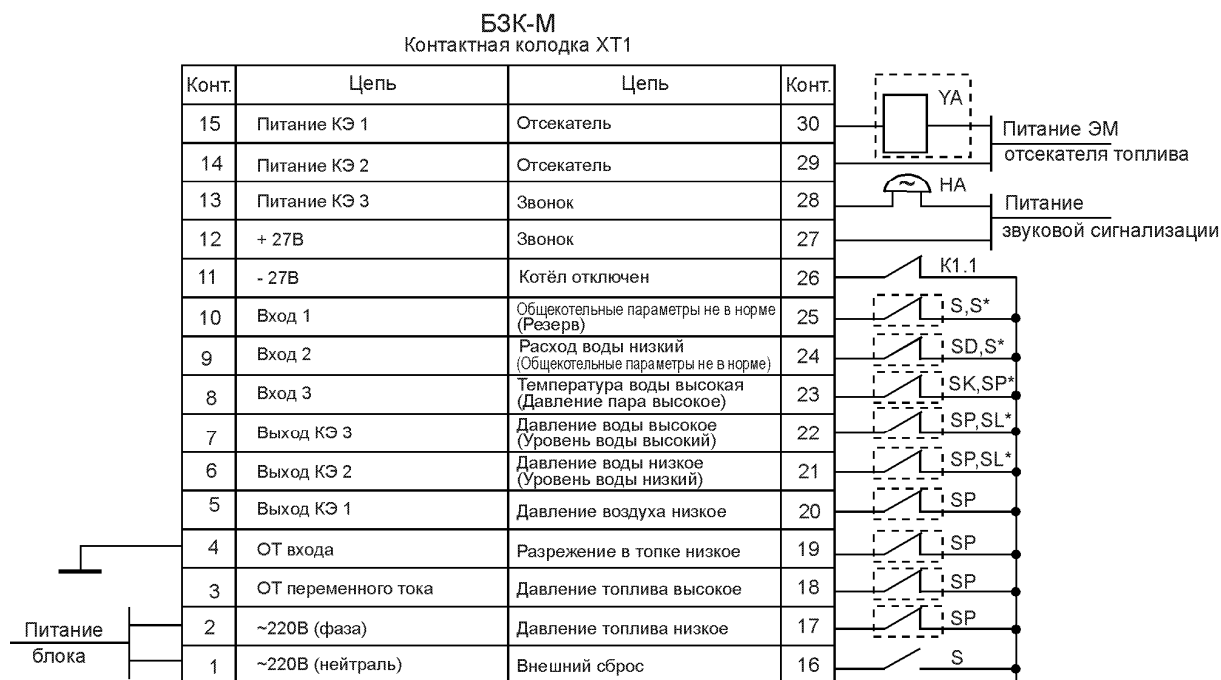 БЗК-М
Контактная колодка ХТ1
Конт. Цепь Цепь Конт.
15 Питание КЭ 1 Отсекатель 30
YA
Питание ЭМ
отсекателя топлива
14 Питание КЭ 2 Отсекатель 29
13 Питание КЭ 3 Звонок 28
~ HA
Питание
звуковой сигнализации
12 + 27В Звонок 27
11 - 27В Котёл отключен 26 К1.1
10 Вход 1 Общекотельные параметры не в норме 25 S,S*
(Резерв)
9 Вход 2 Расход воды низкий 24 SD,S*
(Общекотельные параметры не в норме)
8 Вход 3 Температура воды высокая 23 SK,SP*
(Давление пара высокое)
7 Выход КЭ 3 Давление воды высокое 22 SP,SL*
(Уровень воды высокий)
6 Выход КЭ 2 Давление воды низкое 21 SP,SL*
(Уровень воды низкий)
5 Выход КЭ 1 Давление воздуха низкое 20 SP
4 ОТ входа Разрежение в топке низкое 19 SP
3 ОТ переменного тока Давление топлива высокое 18 SP
2 ~220В (фаза) Давление топлива низкое 17 SP
Питание
блока
1 ~220В (нейтраль) Внешний сброс 16 S